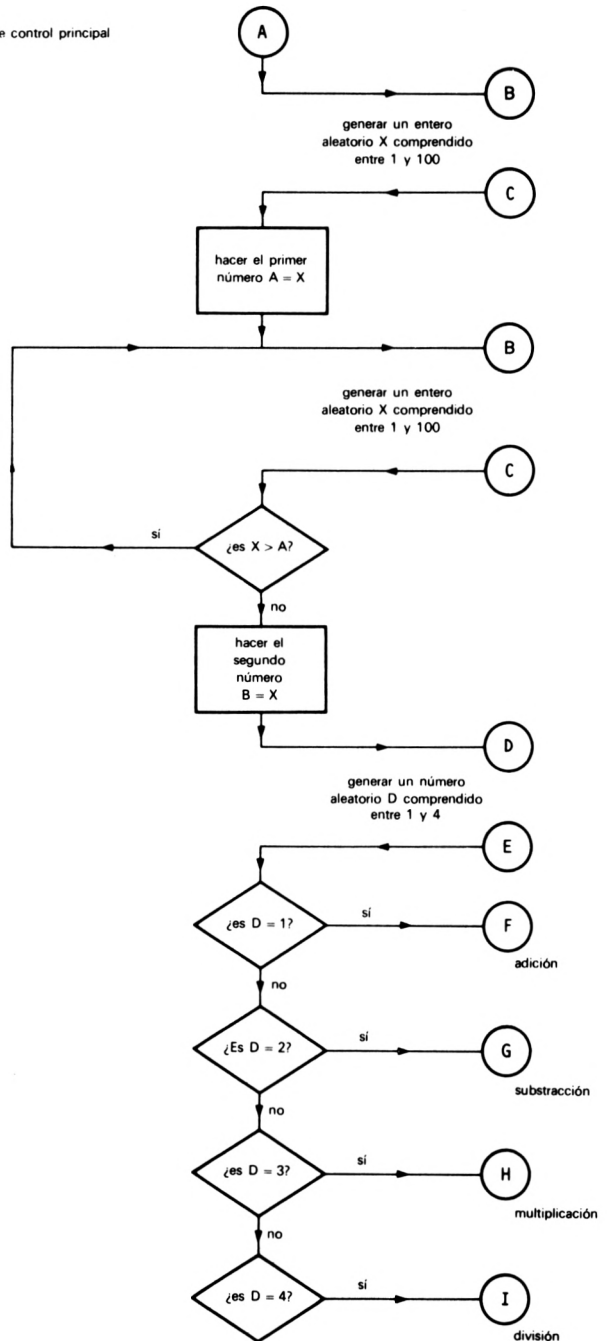 e control principal
A
B
generar un entero
aleatorio X comprendido
entre 1 y 100
C
hacer el primer
número A = X
B
generar un entero
aleatorio X comprendido
entre 1 y 100
C
sí
¿es X > A?
no
hacer el
segundo
número
B = X
D
generar un número
aleatorio D comprendido
entre 1 y 4
E
¿es D = 1?
sí
F
adición
no
¿Es D = 2?
sí
G
substracción
no
¿es D = 3?
sí
H
multiplicación
no
¿es D = 4?
sí
I
división